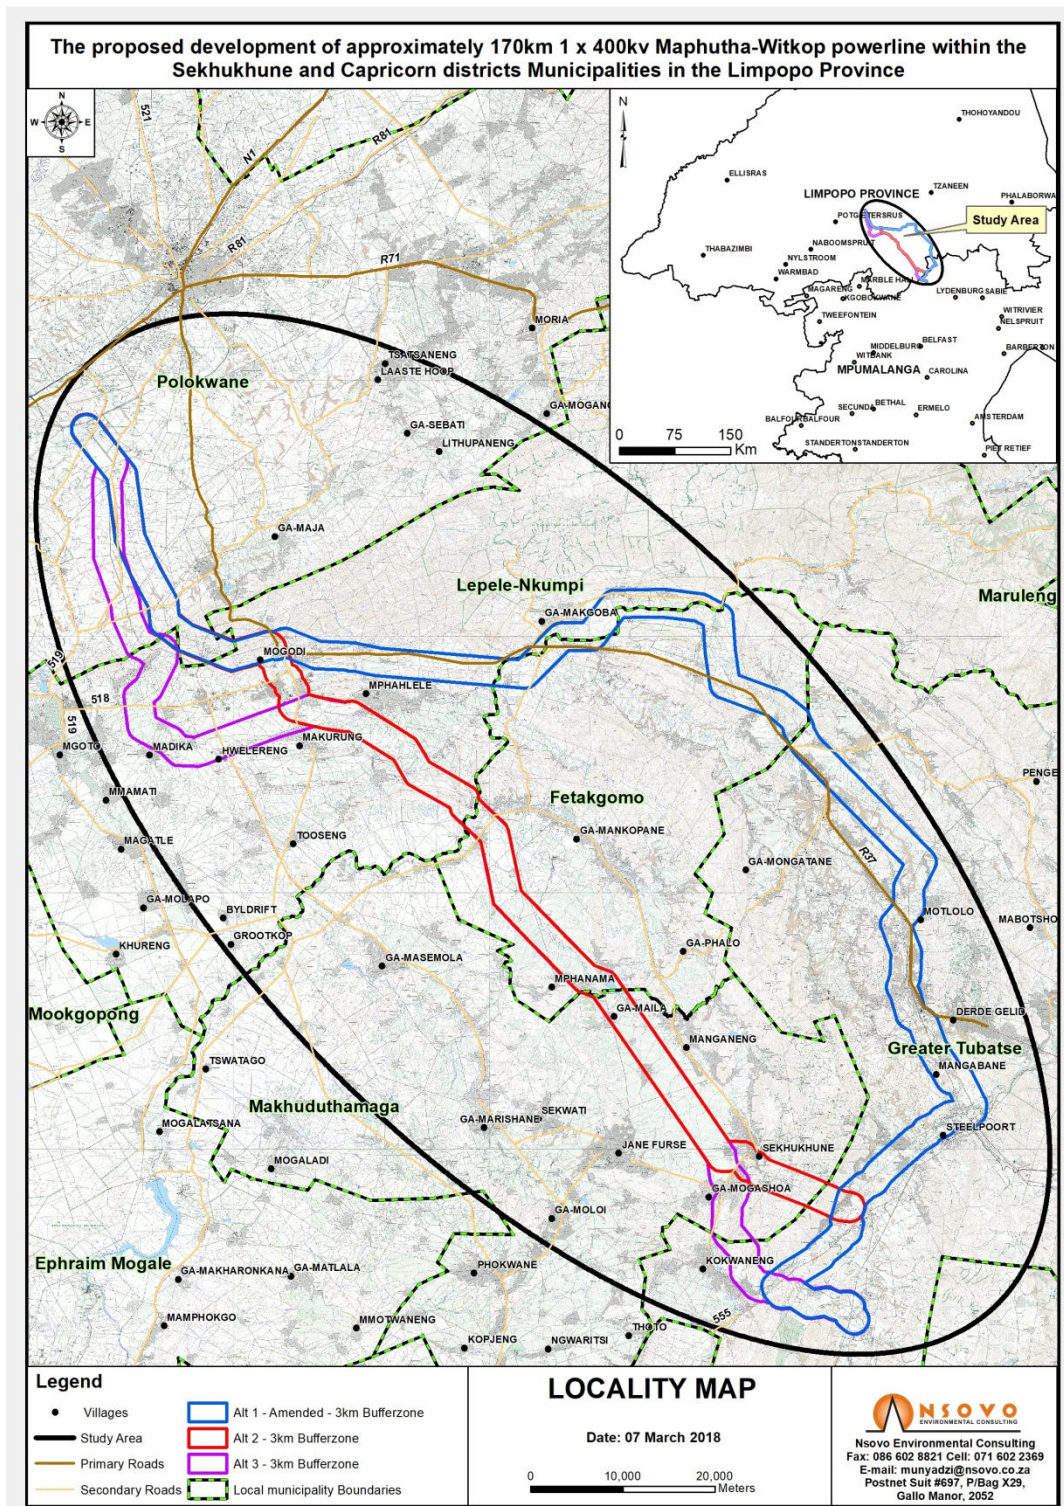 The proposed development of approximately 170km 1 x 400kv Maphutha-Witkop powerline within the
Sekhukhune and Capricorn districts Municipalities in the Limpopo Province
N
W
E
S
521
N1
R81
R81
R71
MORIA
TSATSANENG
LAASTE HOOP
Polokwane
GA-MOGANO
GA-SEBATI
LITHUPANENG
GA-MAJA
Lepele-Nkumpi
GA-MAKGOBA
Maruleng
MOGODI
519
518
519
MPHAHLELE
MGOTO
MADIKA
HWELERENG
MAKURUNG
PENGE
MMAMATI
Fetakgomo
MAGATLE
TOOSENG
GA-MANKOPANE
GA-MONGATANE
R37
GA-MOLAPO
BYLDRIFT
MOTLOLO
MABOTSHO
GROOTKOP
KHURENG
GA-MASEMOLA
GA-PHALO
MPHANAMA
Mookgopong
GA-MAILA
DERDE GELID
MANGANENG
Greater Tubatse
TSWATAGO
MANGABANE
Makhuduthamaga
SEKWATI
GA-MARISHANE
MOGALATSANA
STEELPOORT
JANE FURSE
SEKHUKHUNE
MOGALADI
GA-MOGASHOA
GA-MOLOI
Ephraim Mogale
GA-MAKHARONKANA
GA-MATLALA
PHOKWANE
KOKWANENG
MAMPHOKGO
MMOTWANENG
555
THOTO
KOPJENG
NGWARITSI
N
THOHOYANDOU
ELLISRAS
LIMPOPO PROVINCE
TZANEEN
PHALABORWA
POTGIETERSRUS
Study Area
THABAZIMBI
NABOOMSPRUIT
NYLSTROOM
WARMBAD
MARBLE HALL
MAGARENG
KGOBOKWANE
LYDENBURG
SABIE
TWEEFONTEIN
WITRIVIER
NELSPRUIT
MIDDELBURG
BELFAST
WITBANK
BARBERTON
MPUMALANGA
CAROLINA
SECUNDA
BETHAL
ERMELO
BALFOURBALFOUR
AMSTERDAM
STANDERTONSTANDERTON
PIET RETIEF
0 75 150
Km
Legend
Villages
Study Area
Primary Roads
Secondary Roads
Alt 1 - Amended - 3km Bufferzone
Alt 2 - 3km Bufferzone
Alt 3 - 3km Bufferzone
Local municipality Boundaries
LOCALITY MAP
Date: 07 March 2018
0 10,000 20,000
Meters
NSOVO
ENVIRONMENTAL CONSULTING
Nsovo Environmental Consulting
Fax: 086 602 8821 Cell: 071 602 2369
E-mail: munyadzi@nsovo.co.za
Postnet Suit #697, P/Bag X29,
Gallo Manor, 2052